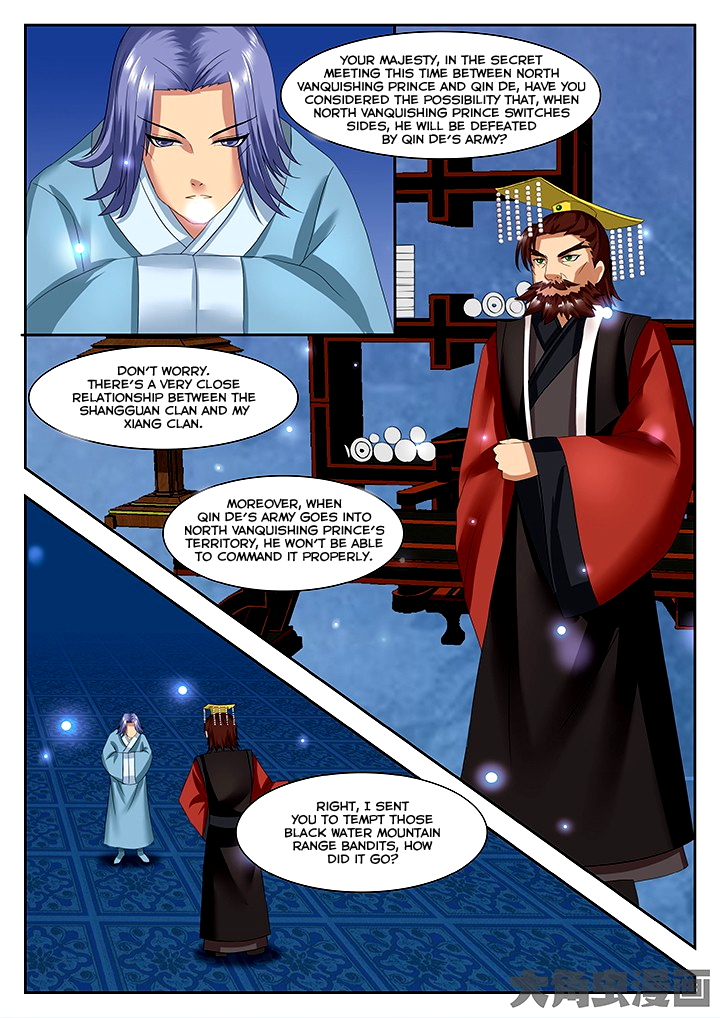 YOUR MAJESTY, IN THE SECRET
MEETING THIS TIME BETWEEN NORTH
VANQUISHING PRINCE AND QIN DE, HAVE YOU
CONSIDERED THE POSSIBILITY THAT, WHEN
NORTH VANQUISHING PRINCE SWITCHES
SIDES, HE WILL BE DEFEATED
BY QIN DE'S ARMY?
DON'T WORRY.
THERE'S A VERY CLOSE
RELATIONSHIP BETWEEN THE
SHANGGUAN CLAN AND MY
XIANG CLAN.
MOREOVER, WHEN
QIN DE'S ARMY GOES INTO
NORTH VANQUISHING PRINCE'S
TERRITORY, HE WON'T BE ABLE
TO COMMAND IT PROPERLY.
RIGHT, I SENT
YOU TO TEMPT THOSE
BLACK WATER MOUNTAIN
RANGE BANDITS, HOW
DID IT GO?
大角虫漫画